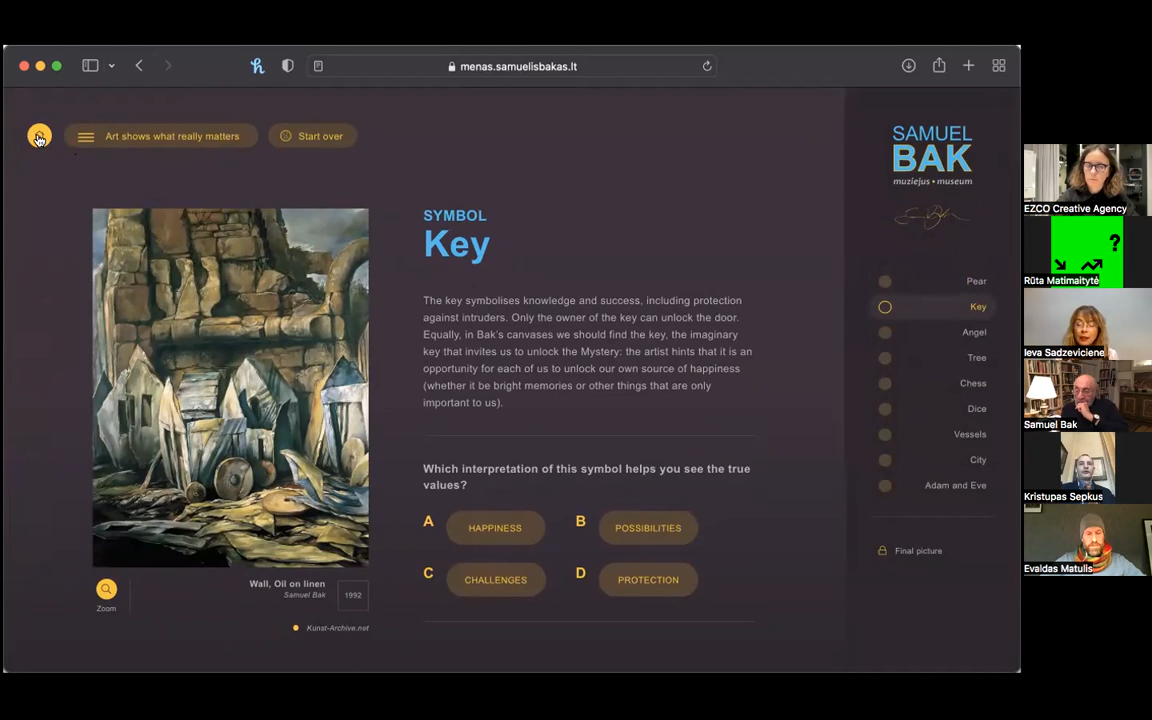 menas.samuelisbakas.lt
Art shows what really matters
Start over
SAMUEL
BAK
muziejus • museum
SYMBOL
Key
The key symbolises knowledge and success, including protection
against intruders. Only the owner of the key can unlock the door.
Equally, in Bak's canvases we should find the key, the imaginary
key that invites us to unlock the Mystery: the artist hints that it is an
opportunity for each of us to unlock our own source of happiness
(whether it be bright memories or other things that are only
important to us).
Which interpretation of this symbol helps you see the true
values?
A HAPPINESS
B POSSIBILITIES
C CHALLENGES
D PROTECTION
Zoom
Wall, Oil on linen
Samuel Bak
1992
Kunst-Archive.net
Pear
Key
Angel
Tree
Chess
Dice
Vessels
City
Adam and Eve
Final picture
EZCO Creative Agency
?
Rūta Matimaitytė
Ieva Sadzeviciene
Samuel Bak
Kristupas Sepkus
Evaldas Matulis